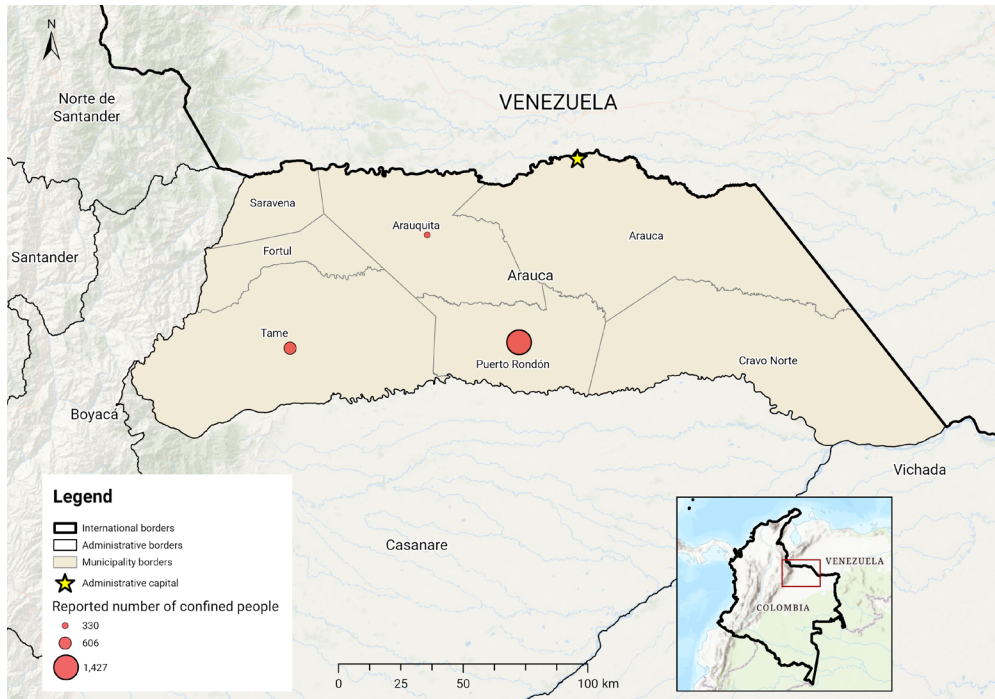 N
Norte de
Santander
VENEZUELA
Saravena
Arauquita
Arauca
Fortul
Santander
Arauca
Tame
Puerto Rondón
Cravo Norte
Boyacá
Vichada
Casanare
Legend
International borders
Administrative borders
Municipality borders
Administrative capital
Reported number of confined people
330
606
1,427
0 25 50 100 km
VENEZUELA
COLOMBIA